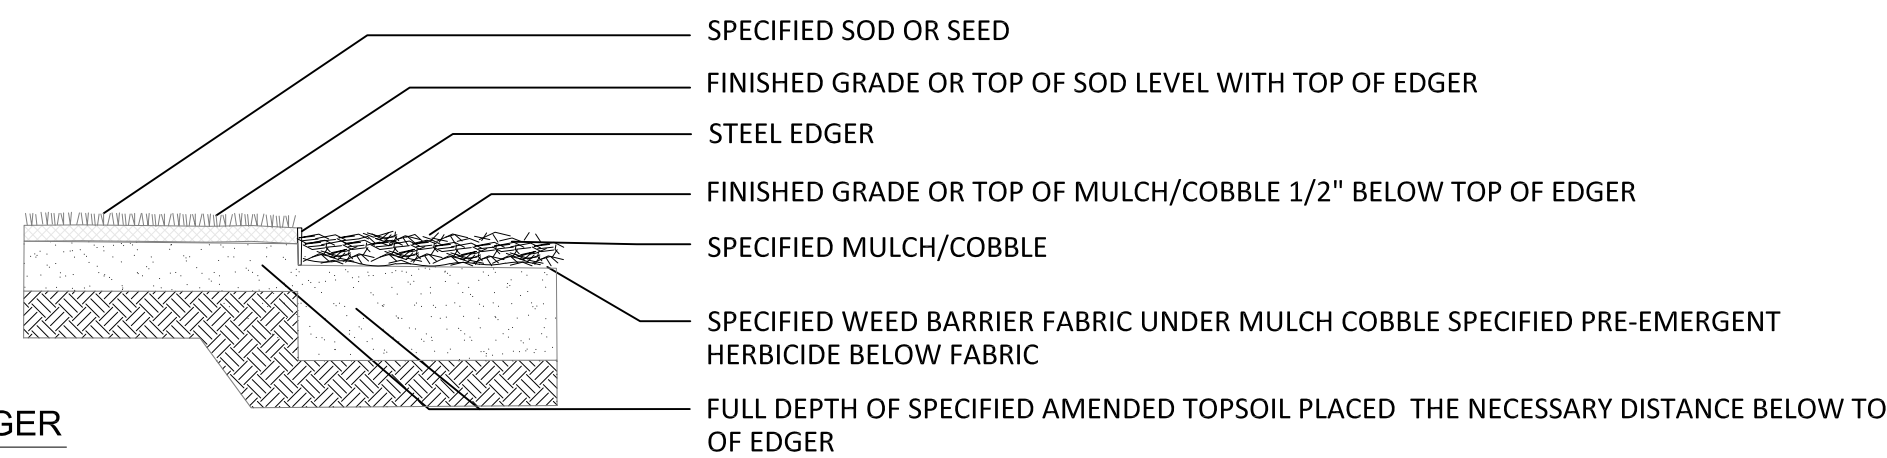 SPECIFIED SOD OR SEED
FINISHED GRADE OR TOP OF SOD LEVEL WITH TOP OF EDGER
STEEL EDGER
FINISHED GRADE OR TOP OF MULCH/COBBLE 1/2" BELOW TOP OF EDGER
SPECIFIED MULCH/COBBLE
SPECIFIED WEED BARRIER FABRIC UNDER MULCH COBBLE SPECIFIED PRE-EMERGENT
HERBICIDE BELOW FABRIC
FULL DEPTH OF SPECIFIED AMENDED TOPSOIL PLACED THE NECESSARY DISTANCE BELOW TO
OF EDGER
GER